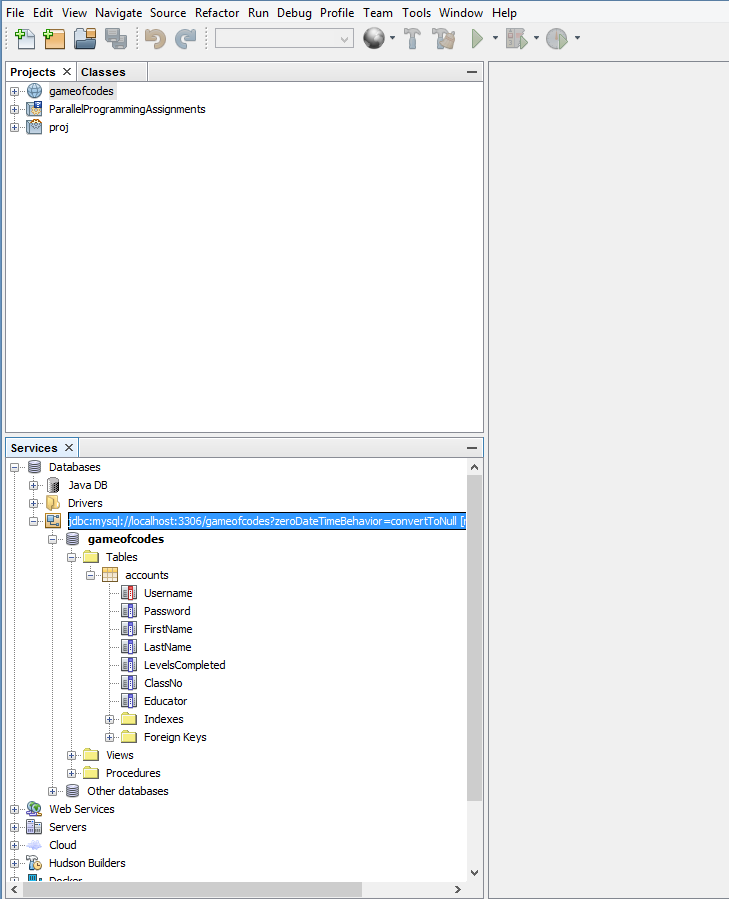 File Edit View Navigate Source Refactor Run Debug Profile Team Tools Window Help
Projects Classes
gameofcodes
ParallelProgrammingAssignments
proj
Services
Databases
Java DB
Drivers
jdbc:mysql://localhost:3306/gameofcodes?zeroDateTimeBehavior=convertToNull [r
gameofcodes
Tables
accounts
Username
Password
FirstName
LastName
LevelsCompleted
ClassNo
Educator
Indexes
Foreign Keys
Views
Procedures
Other databases
Web Services
Servers
Cloud
Hudson Builders
Docker